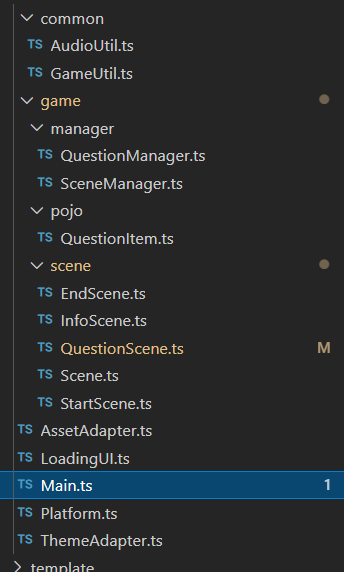 common
TS AudioUtil.ts
TS GameUtil.ts
game
manager
TS QuestionManager.ts
TS SceneManager.ts
pojo
TS QuestionItem.ts
scene
TS EndScene.ts
TS InfoScene.ts
TS QuestionScene.ts M
TS Scene.ts
TS StartScene.ts
TS AssetAdapter.ts
TS LoadingUI.ts
TS Main.ts 1
TS Platform.ts
TS ThemeAdapter.ts
template